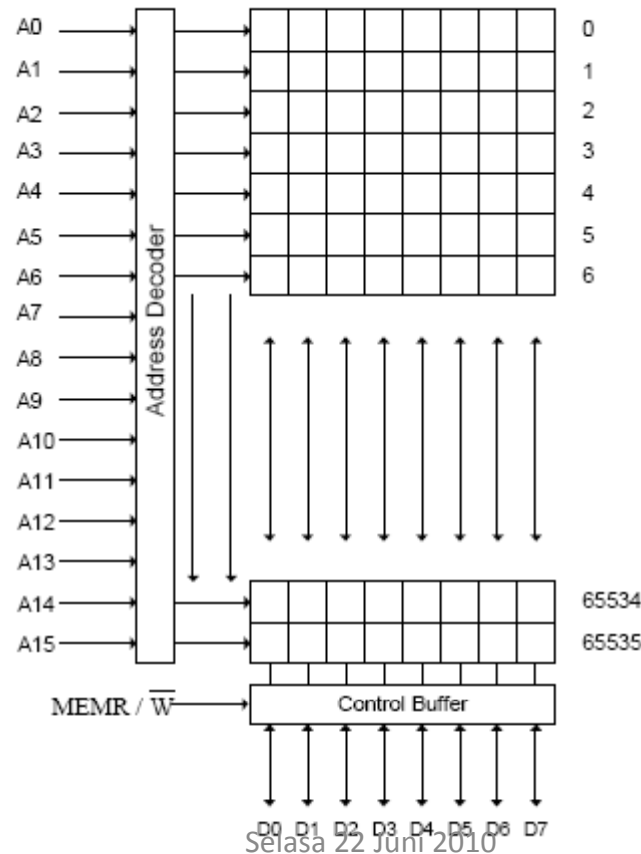 A0
A1
A2
A3
A4
A5
A6
A7
A8
A9
A10
A11
A12
A13
A14
A15
Address Decoder
0
1
2
3
4
5
6
65534
65535
MEMR / W̅
Control Buffer
D0 D1 D2 D3 D4 D5 D6 D7
Selasa 22 Juni 2010